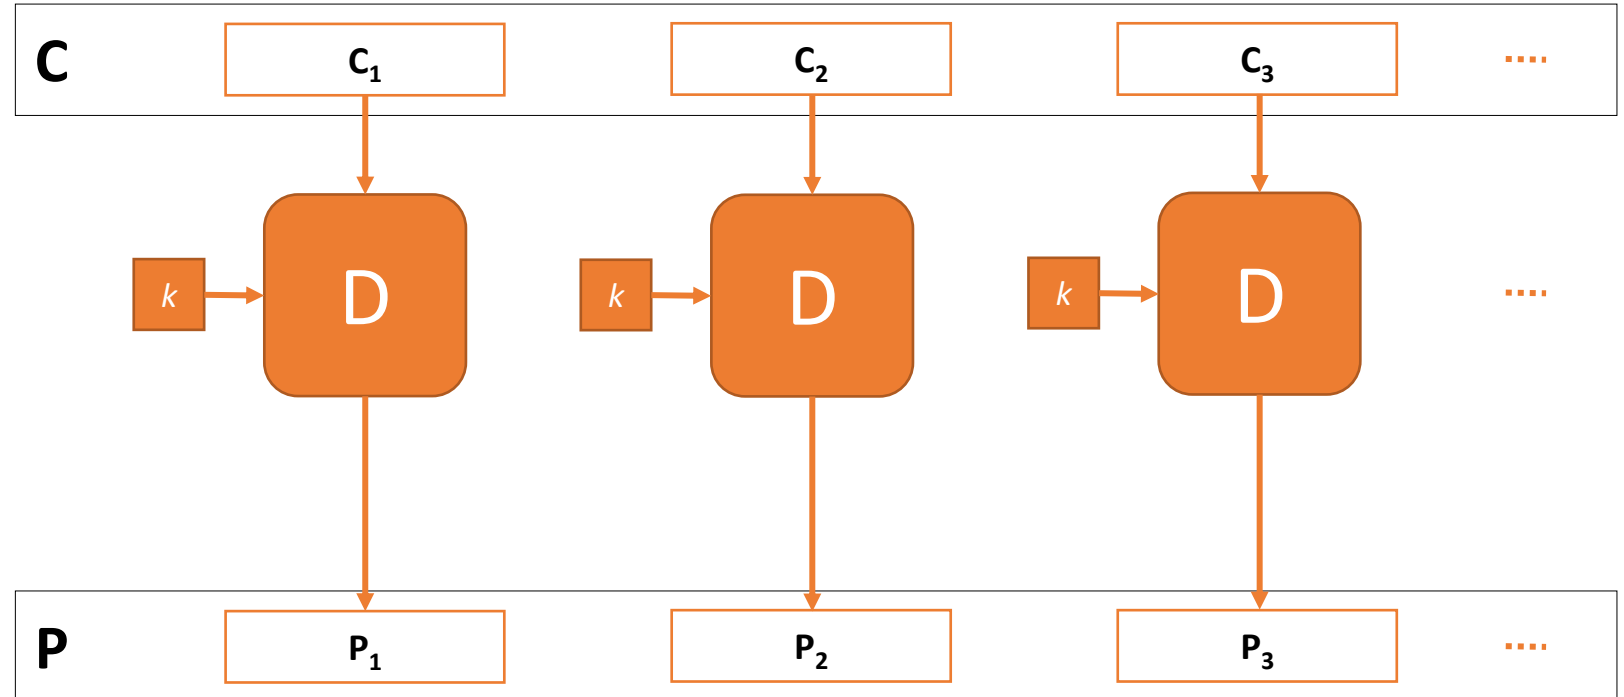 C C₁ C₂ C₃ ....
k D k D k D ....
P P₁ P₂ P₃ ....